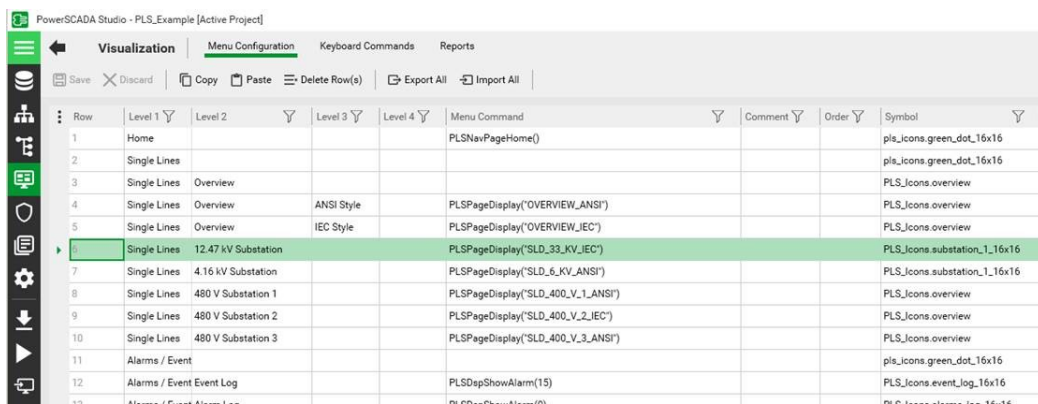 PowerSCADA Studio - PLS_Example [Active Project]
Visualization Menu Configuration Keyboard Commands Reports
Save Discard Copy Paste Delete Row(s) Export All Import All
Row Level 1 Level 2 Level 3 Level 4 Menu Command Comment Order Symbol
1 Home PLSNavPageHome() pls_icons.green_dot_16x16
2 Single Lines pls_icons.green_dot_16x16
3 Single Lines Overview PLS_Icons.overview
4 Single Lines Overview ANSI Style PLSPageDisplay("OVERVIEW_ANSI") PLS_Icons.overview
5 Single Lines Overview IEC Style PLSPageDisplay("OVERVIEW_IEC") PLS_Icons.overview
6 Single Lines 12.47 kV Substation PLSPageDisplay("SLD_33_KV_IEC") PLS_Icons.substation_1_16x16
7 Single Lines 4.16 kV Substation PLSPageDisplay("SLD_6_KV_ANSI") PLS_Icons.substation_1_16x16
8 Single Lines 480 V Substation 1 PLSPageDisplay("SLD_400_V_1_ANSI") PLS_Icons.overview
9 Single Lines 480 V Substation 2 PLSPageDisplay("SLD_400_V_2_IEC") PLS_Icons.overview
10 Single Lines 480 V Substation 3 PLSPageDisplay("SLD_400_V_3_ANSI") PLS_Icons.overview
11 Alarms / Event pls_icons.green_dot_16x16
12 Alarms / Event Event Log PLSDspShowAlarm(15) PLS_Icons.event_log_16x16